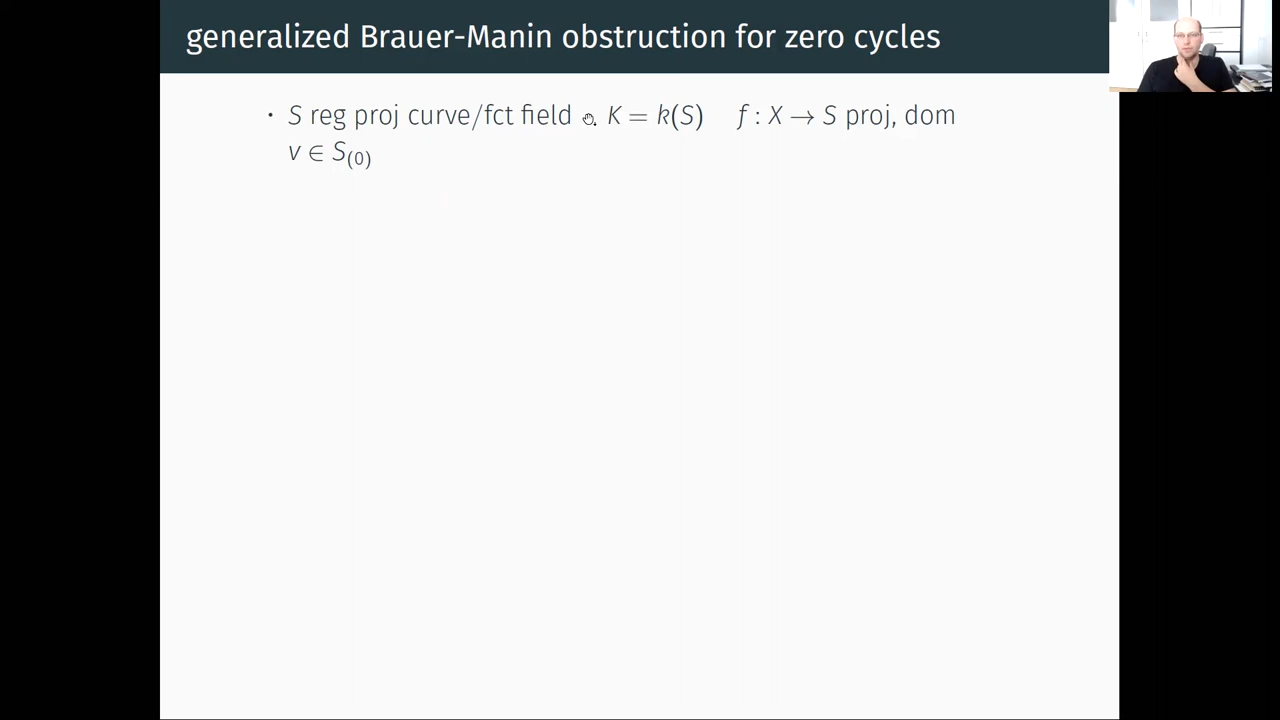 generalized Brauer-Manin obstruction for zero cycles
• S reg proj curve/fct field K = k(S) f : X → S proj, dom
v ∈ S₍₀₎